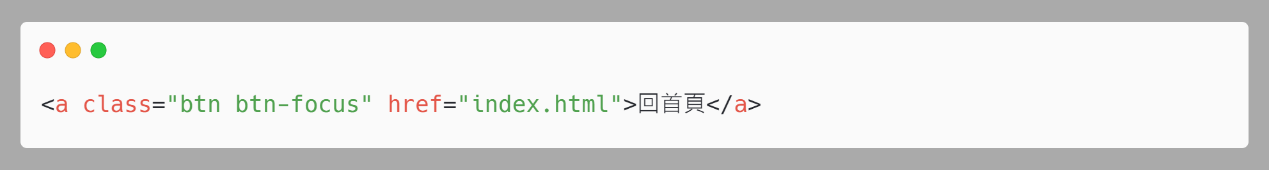 <a class="btn btn-focus" href="index.html">回首頁</a>